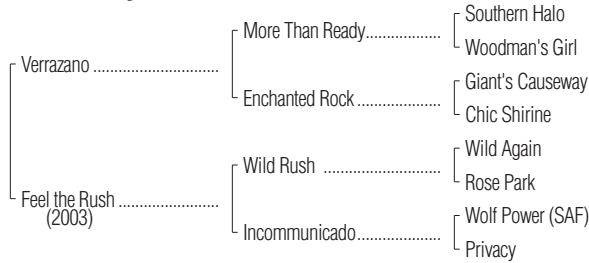 Southern Halo
More Than Ready....................
Woodman's Girl
Verrazano ................................
Giant's Causeway
Enchanted Rock ......................
Chic Shirine
Wild Again
Wild Rush ..............................
Rose Park
Feel the Rush .........................
(2003)
Wolf Power (SAF)
Incommunicado......................
Privacy